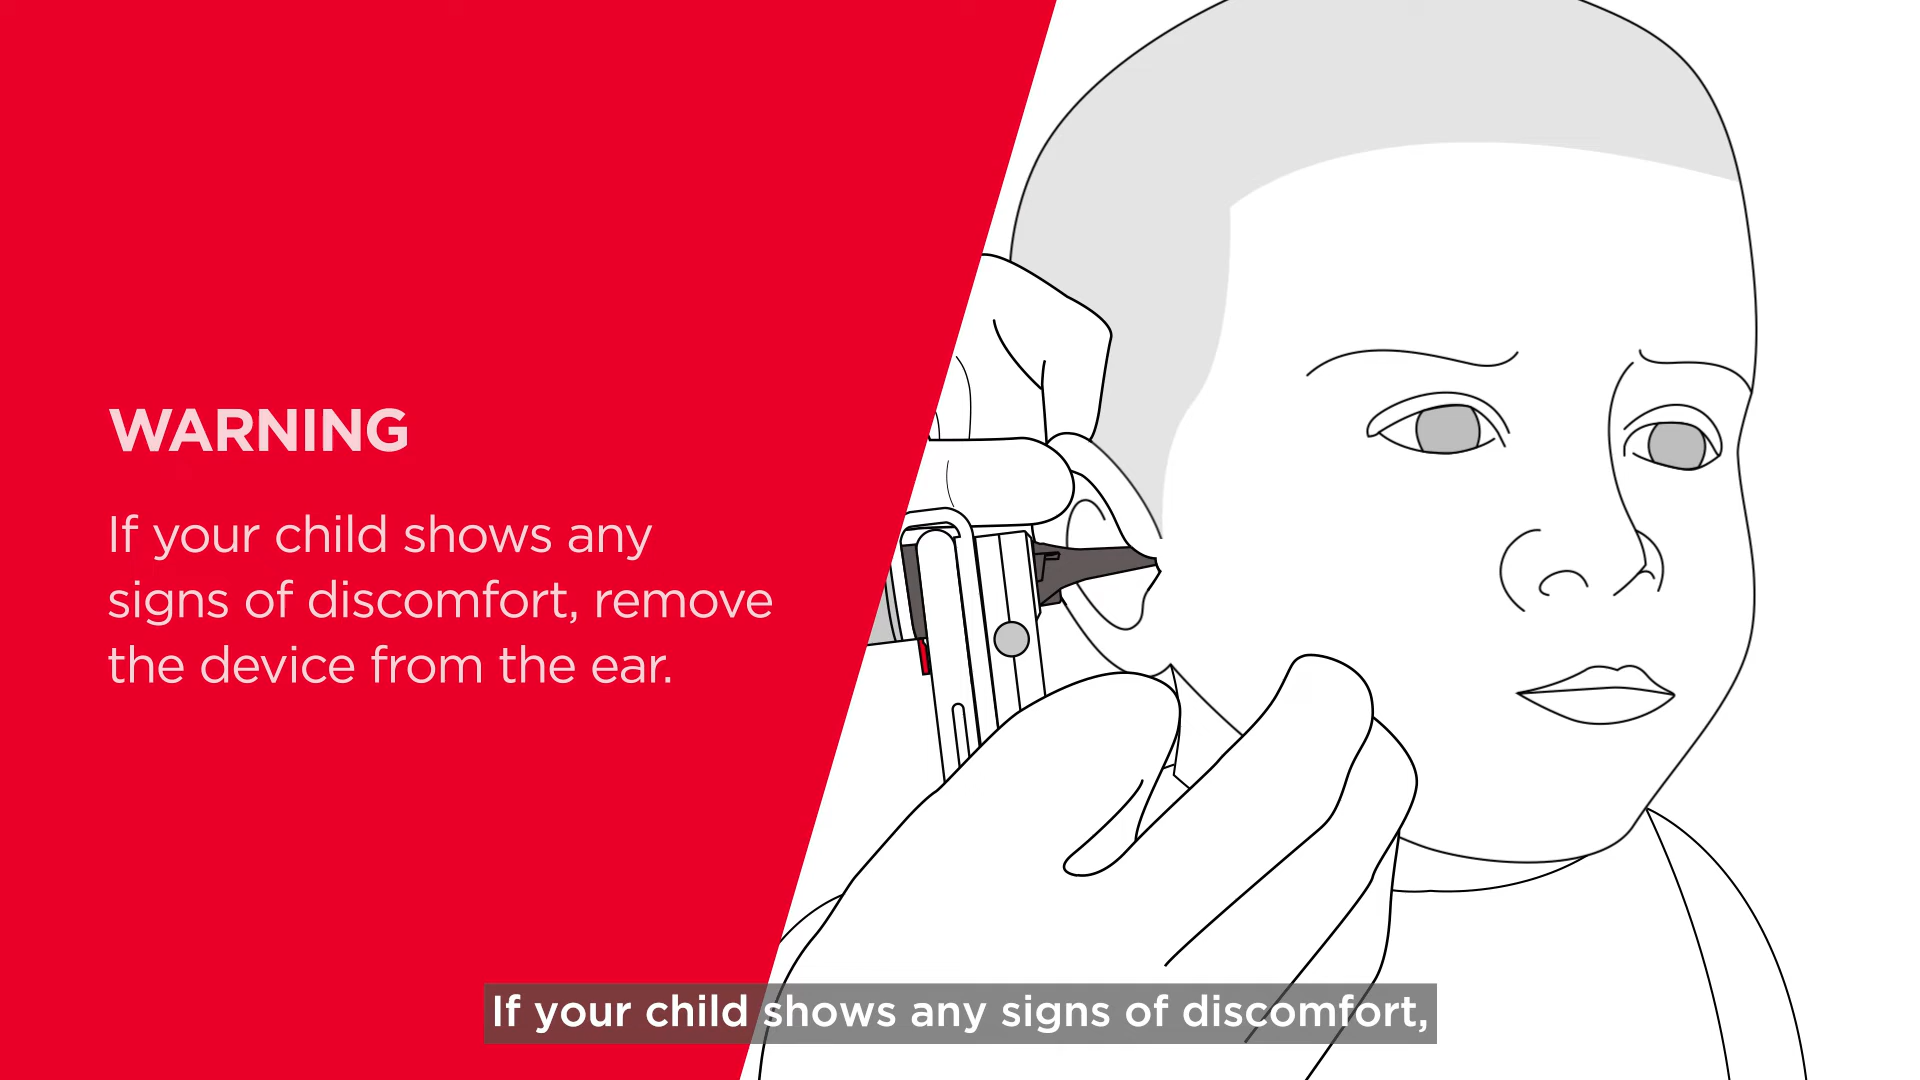 WARNING
If your child shows any
signs of discomfort, remove
the device from the ear.
If your child shows any signs of discomfort,